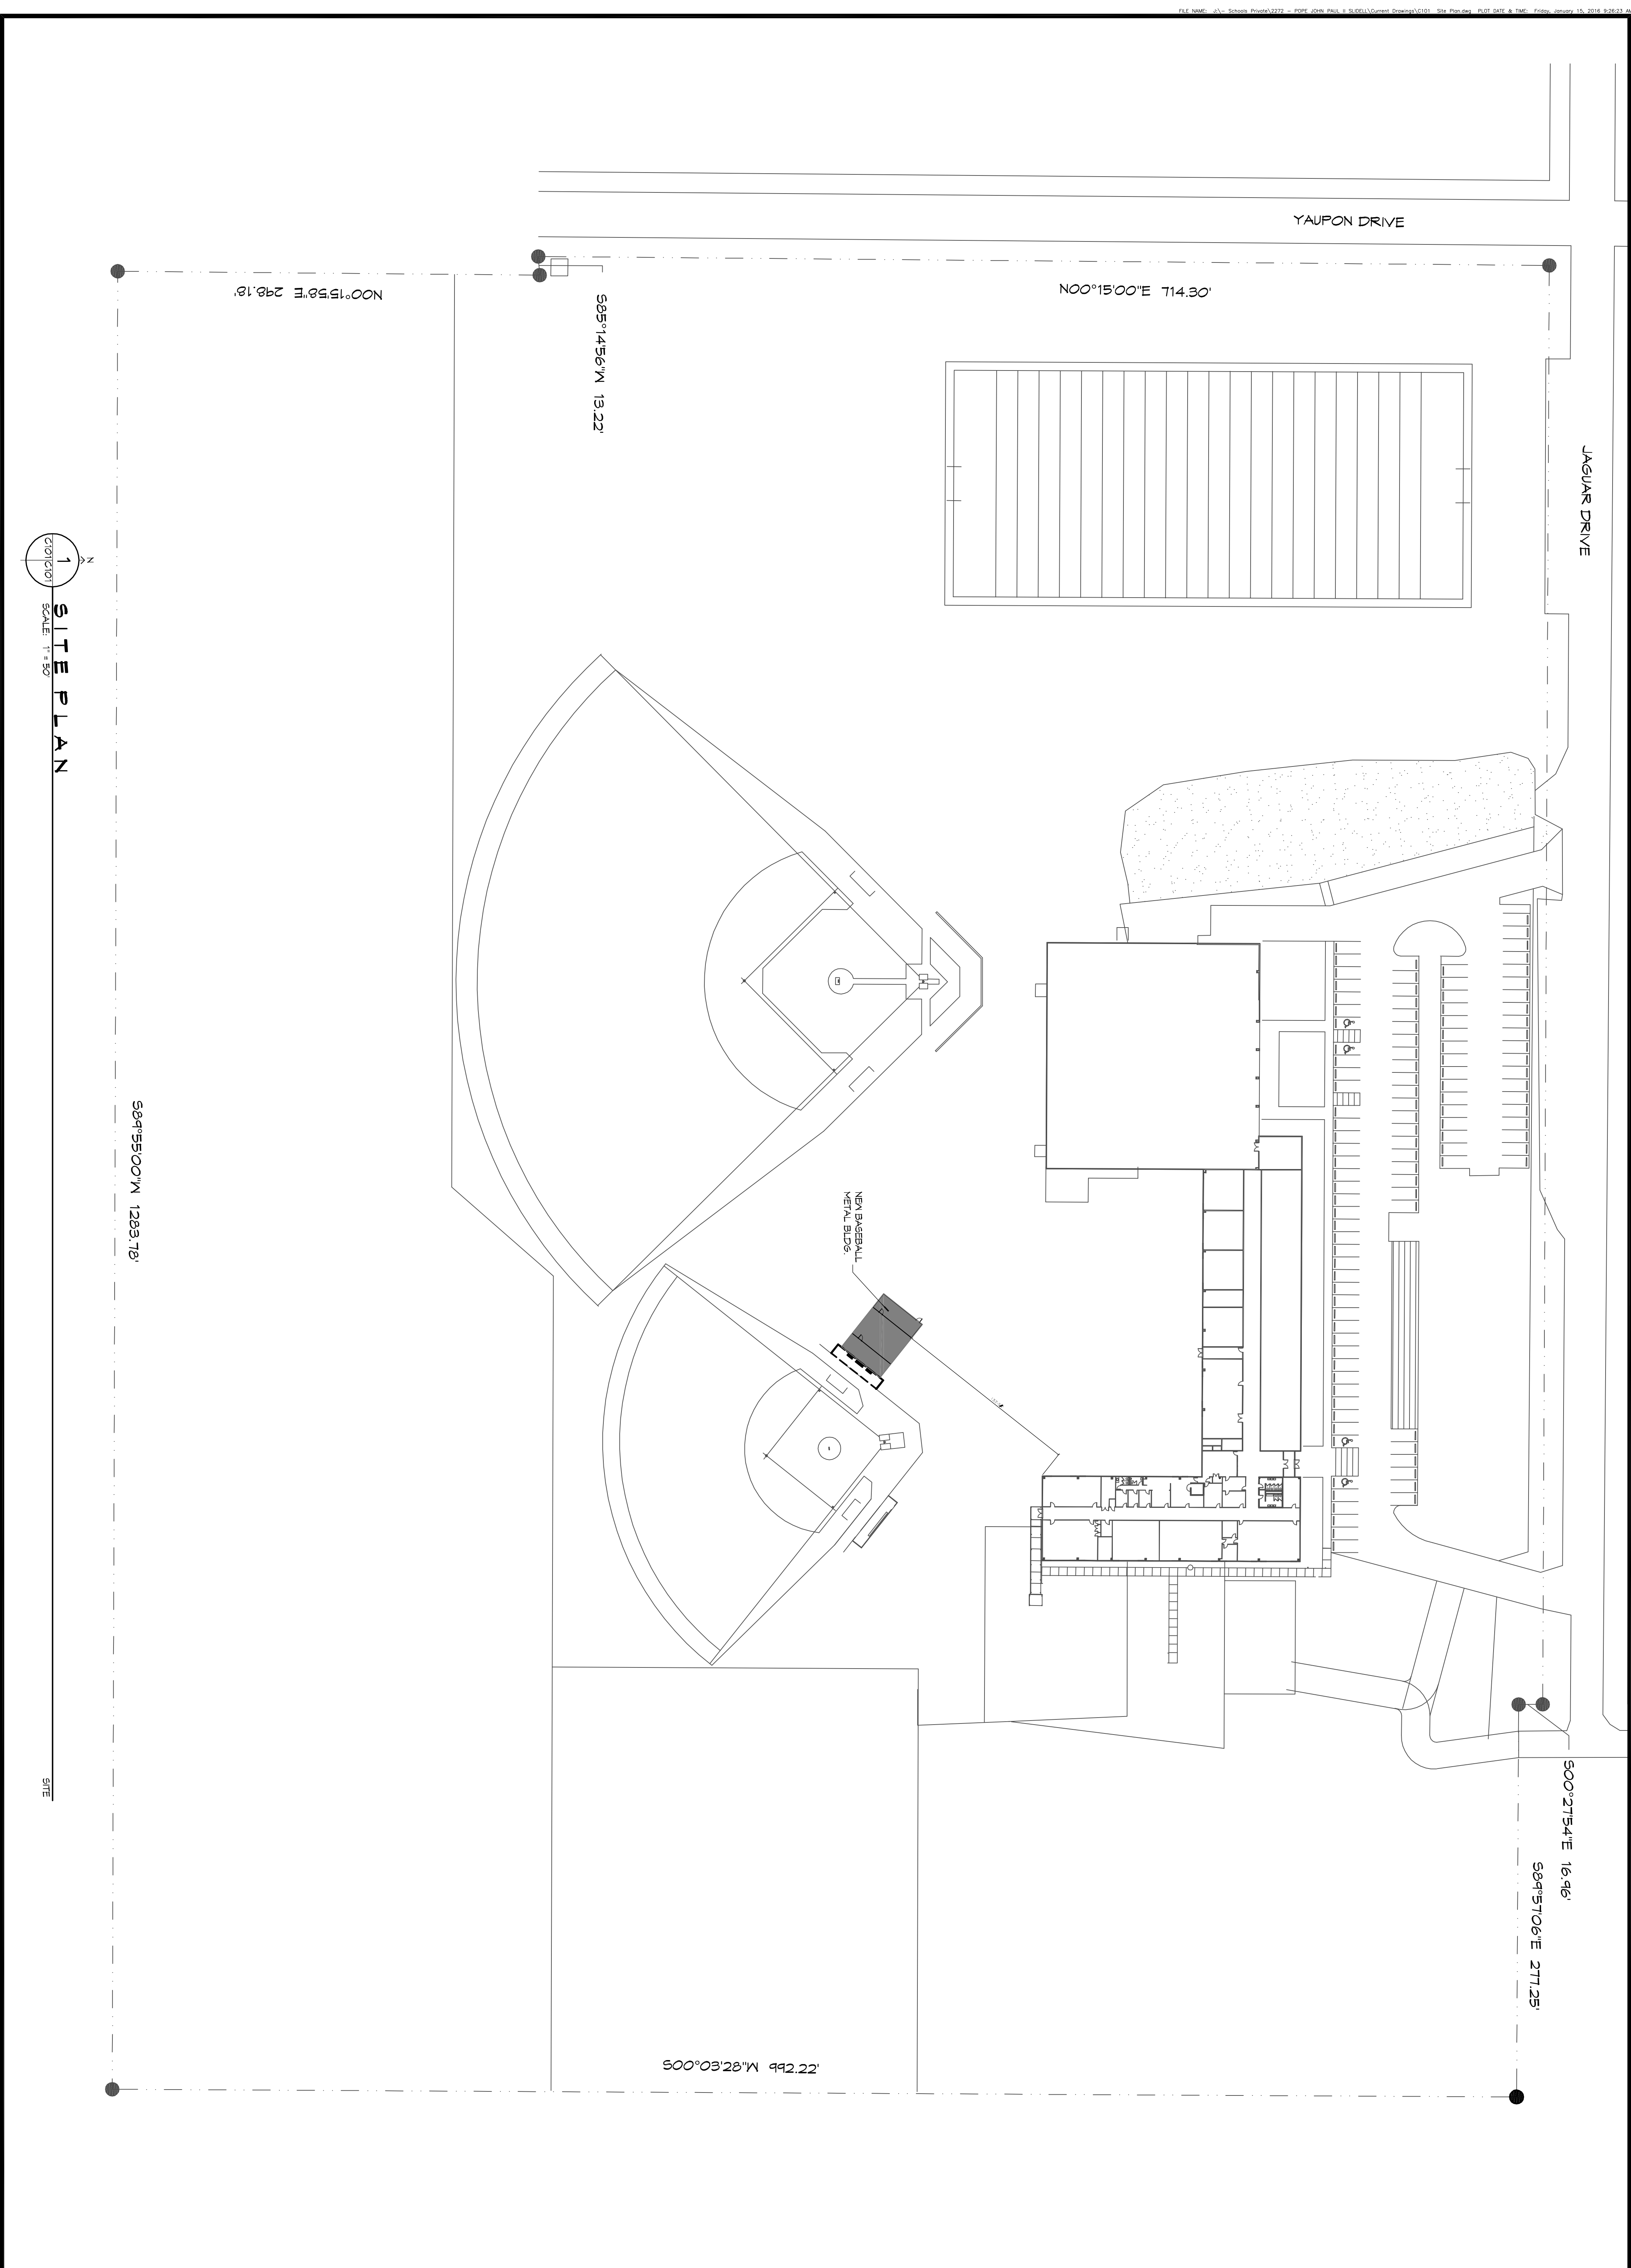 FILE NAME: J:\- Schools Private\2272 - POPE JOHN PAUL II SLIDELL\Current Drawings\C101 Site Plan.dwg PLOT DATE & TIME: Friday, January 15, 2016 9:26:23 AM
YAUPON DRIVE
N00°15'00"E 714.30'
N00°15'58"E 298.18'
S85°14'56"W 13.22'
JAGUAR DRIVE
N
1
C101 C101
SITE PLAN
SCALE: 1" = 50'
S89°55'00"W 1283.78'
NEW BASEBALL
METAL BLDG.
SITE
S00°27'54"E 16.96'
S89°57'06"E 277.25'
S00°03'28"W 992.22'